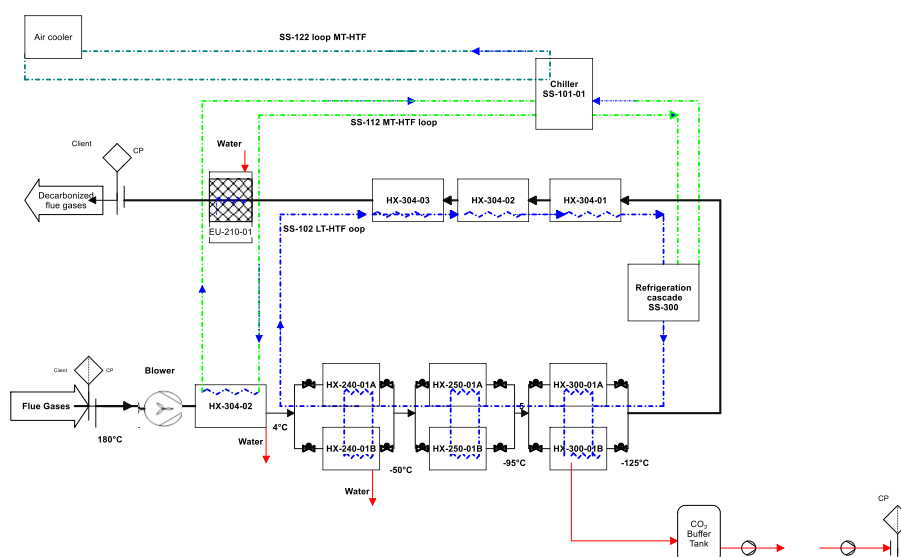 Air cooler
SS-122 loop MT-HTF
Chiller
SS-101-01
SS-112 MT-HTF loop
Client
CP
Water
Decarbonized
flue gases
EU-210-01
HX-304-03
HX-304-02
HX-304-01
SS-102 LT-HTF oop
Refrigeration
cascade
SS-300
Client
CP
Blower
Flue Gases
180°C
HX-304-02
Water
4°C
HX-240-01A
HX-240-01B
-50°C
Water
HX-250-01A
HX-250-01B
-95°C
HX-300-01A
HX-300-01B
-125°C
CO2
Buffer
Tank
CP